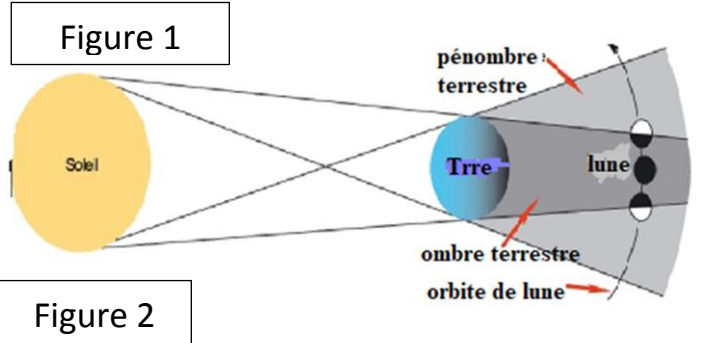 Figure 1
pénombre
terrestre
Soleil
Trre
lune
ombre terrestre
orbite de lune
Figure 2